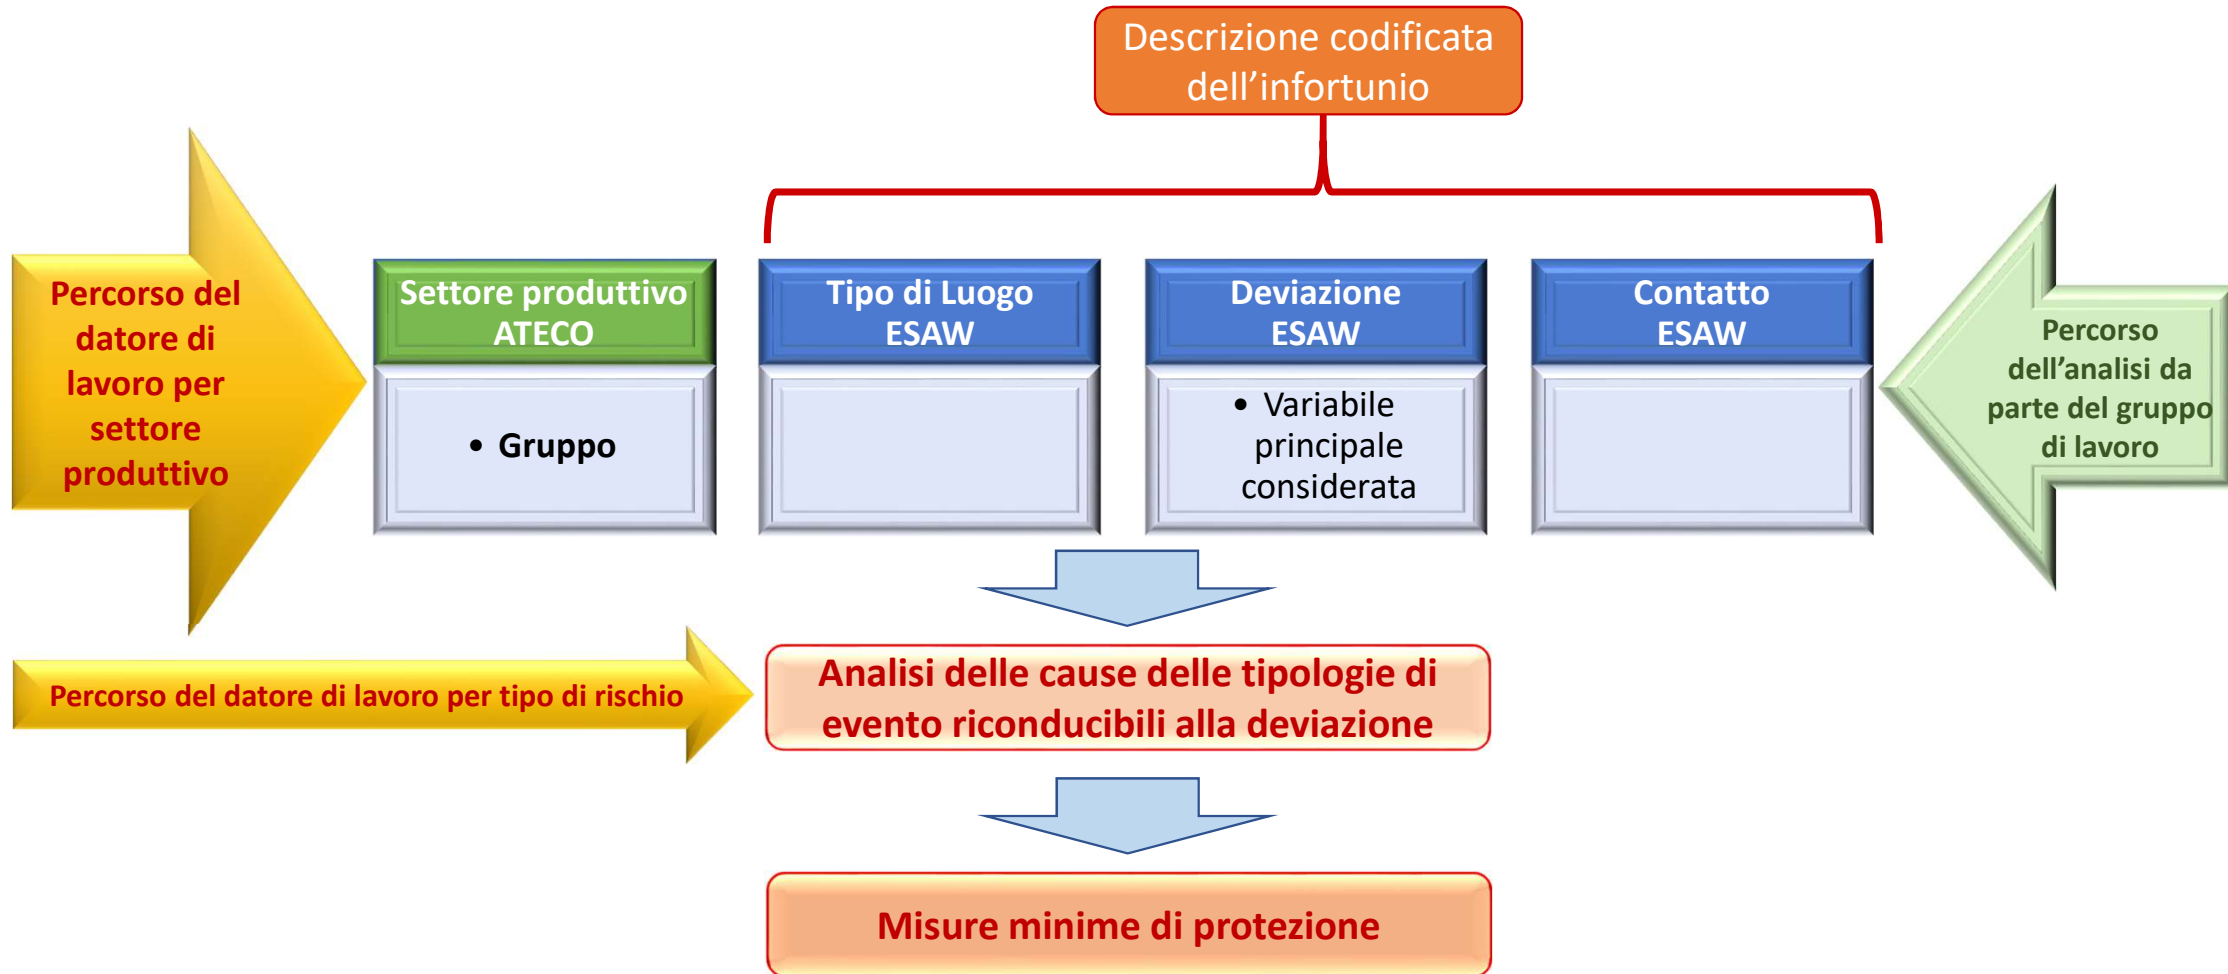 Descrizione codificata
dell’infortunio
Percorso del
datore di
lavoro per
settore
produttivo
Settore produttivo
ATECO
• Gruppo
Tipo di Luogo
ESAW
Deviazione
ESAW
• Variabile
principale
considerata
Contatto
ESAW
Percorso
dell’analisi da
parte del gruppo
di lavoro
Percorso del datore di lavoro per tipo di rischio
Analisi delle cause delle tipologie di
evento riconducibili alla deviazione
Misure minime di protezione